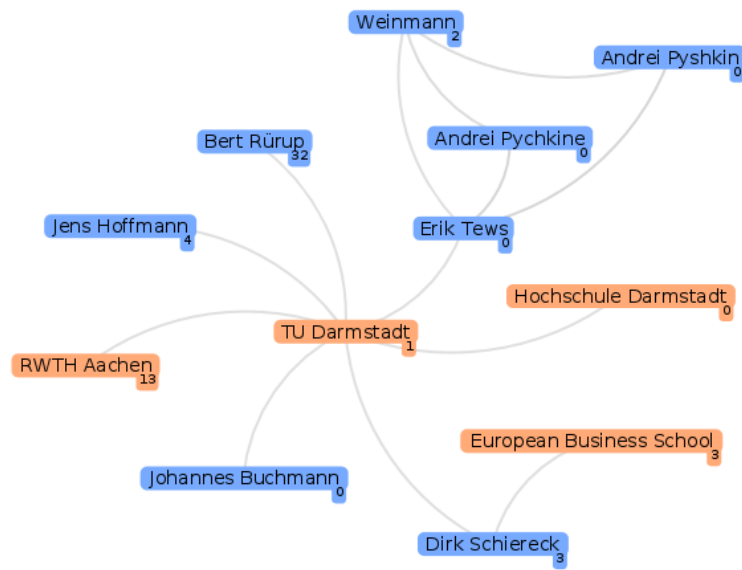 Weinmann
2
Andrei Pyshkin
0
Bert Rürup
32
Andrei Pychkine
0
Jens Hoffmann
4
Erik Tews
0
Hochschule Darmstadt
0
TU Darmstadt
1
RWTH Aachen
13
European Business School
3
Johannes Buchmann
0
Dirk Schiereck
3